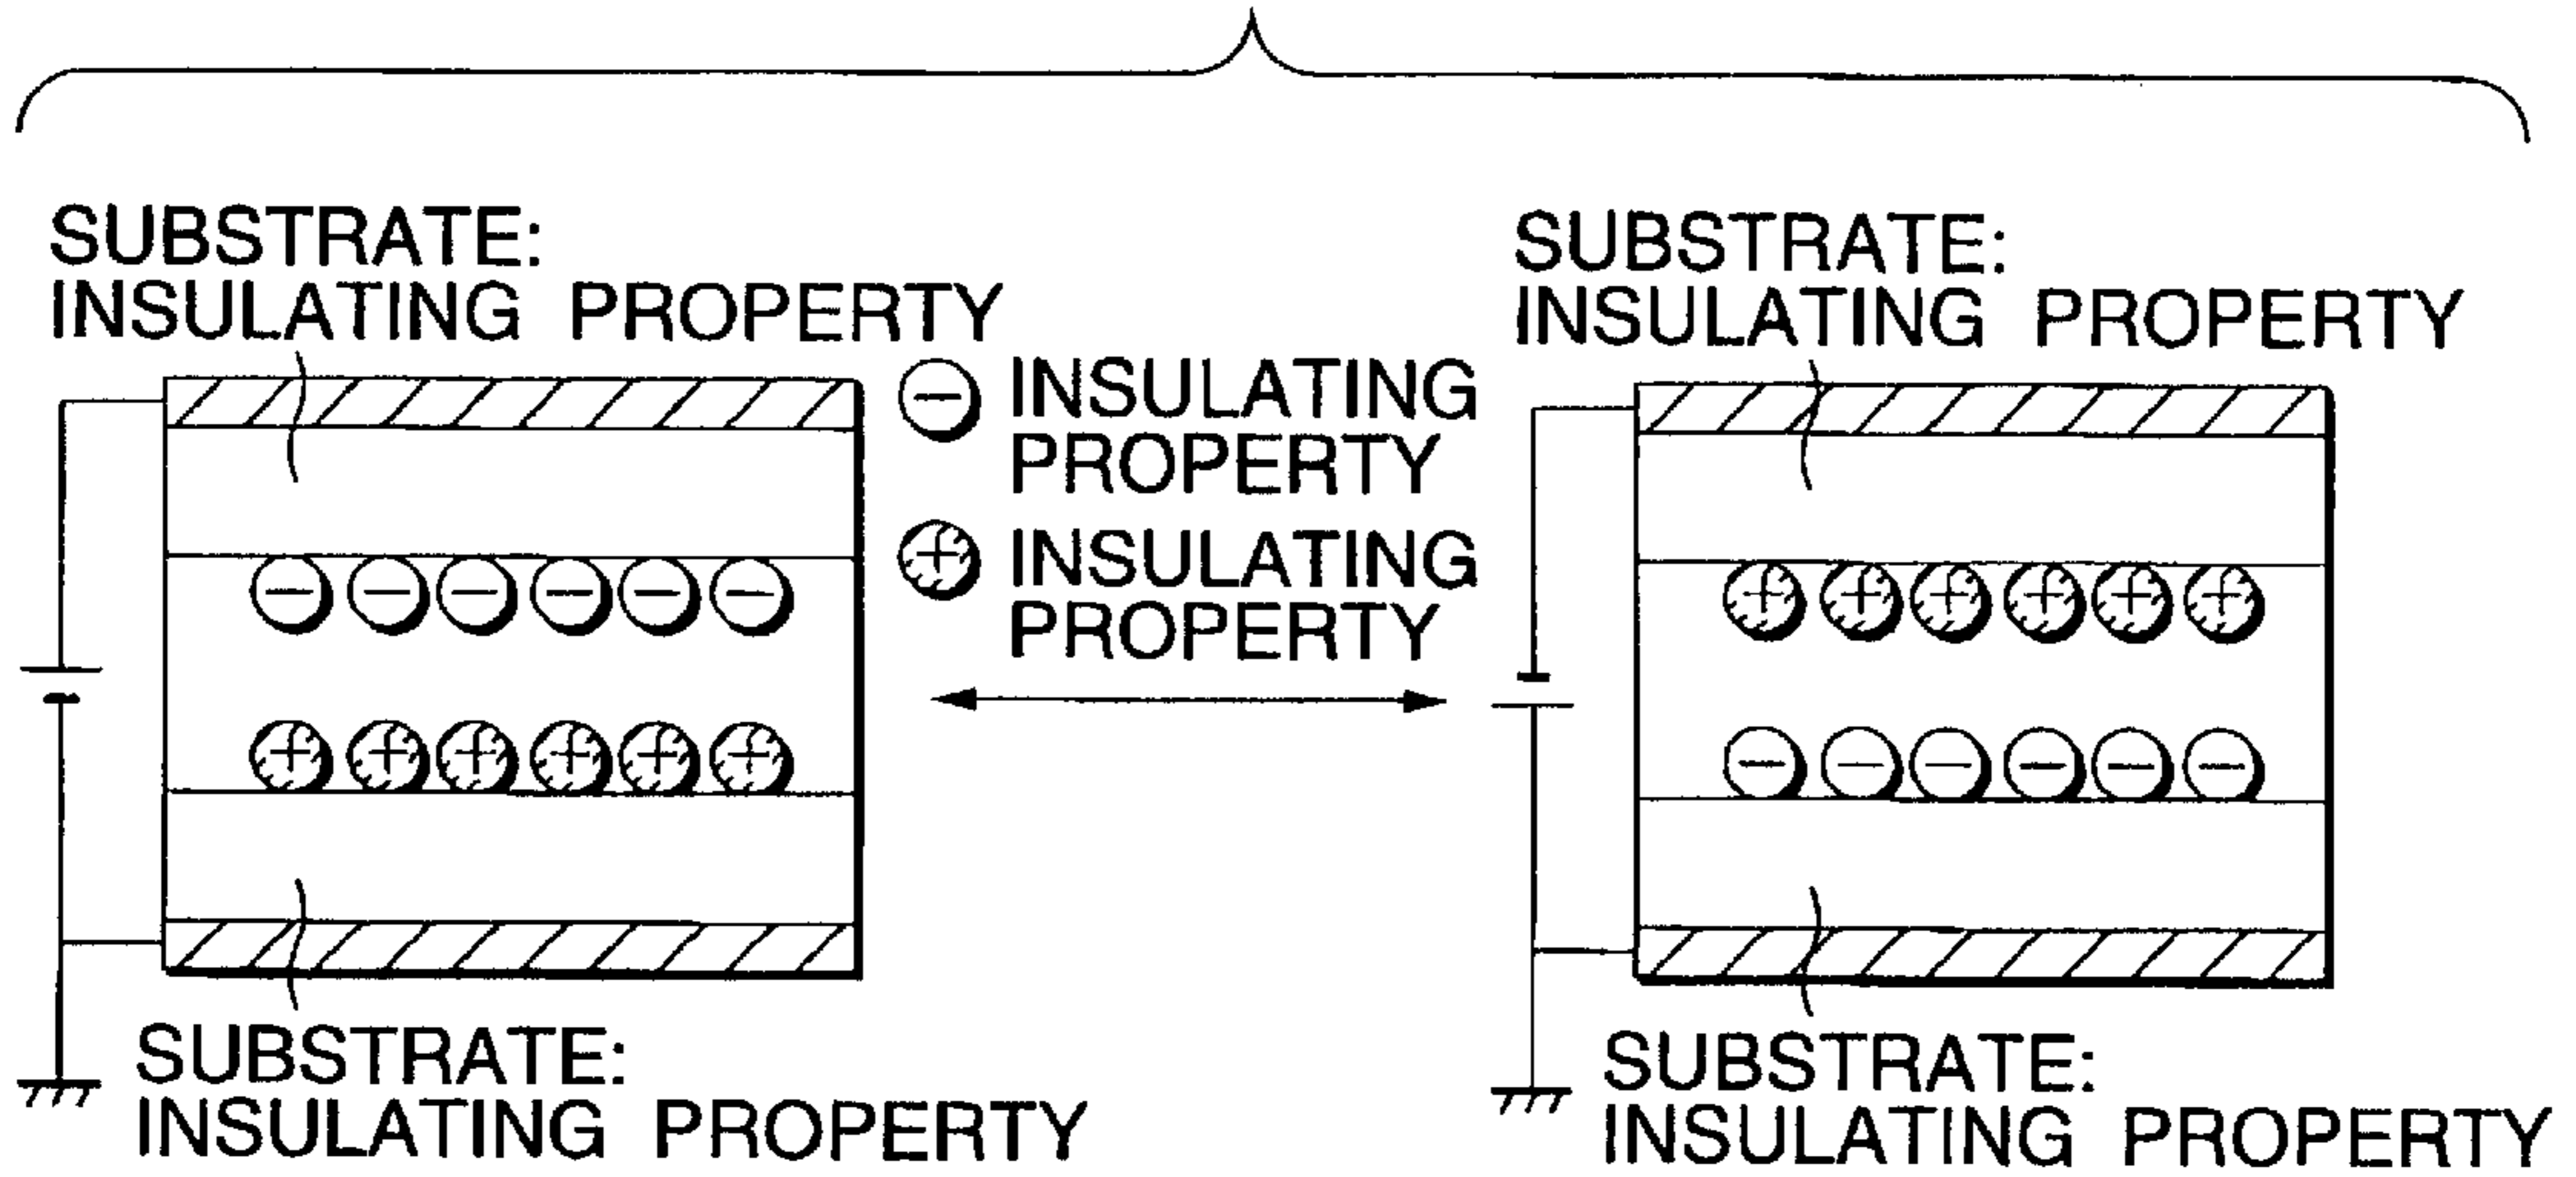 SUBSTRATE:
INSULATING PROPERTY
SUBSTRATE:
INSULATING PROPERTY
− INSULATING
PROPERTY
+ INSULATING
PROPERTY
− − − − − −
+ + + + + +
+ + + + + +
− − − − − −
SUBSTRATE:
INSULATING PROPERTY
SUBSTRATE:
INSULATING PROPERTY